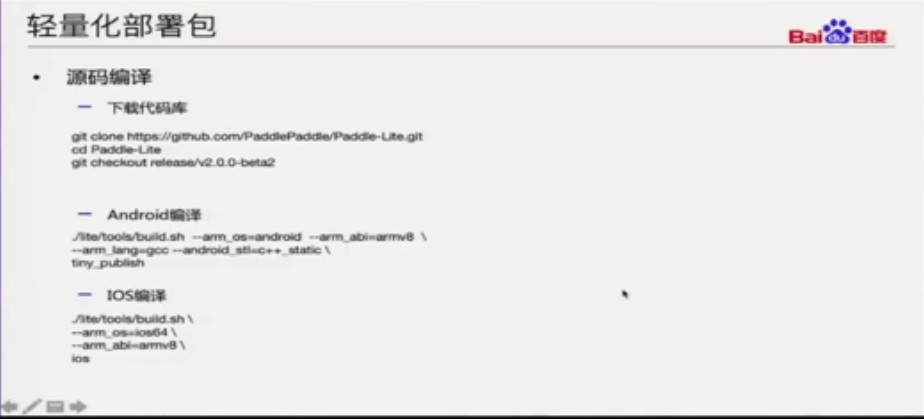 轻量化部署包
Bai du 百度
• 源码编译
— 下载代码库
git clone https://github.com/PaddlePaddle/Paddle-Lite.git
cd Paddle-Lite
git checkout release/v2.0.0-beta2
— Android编译
./lite/tools/build.sh --arm_os=android --arm_abi=armv8 \
--arm_lang=gcc --android_stl=c++_static \
tiny_publish
— IOS编译
./lite/tools/build.sh \
--arm_os=ios64 \
--arm_abi=armv8 \
ios